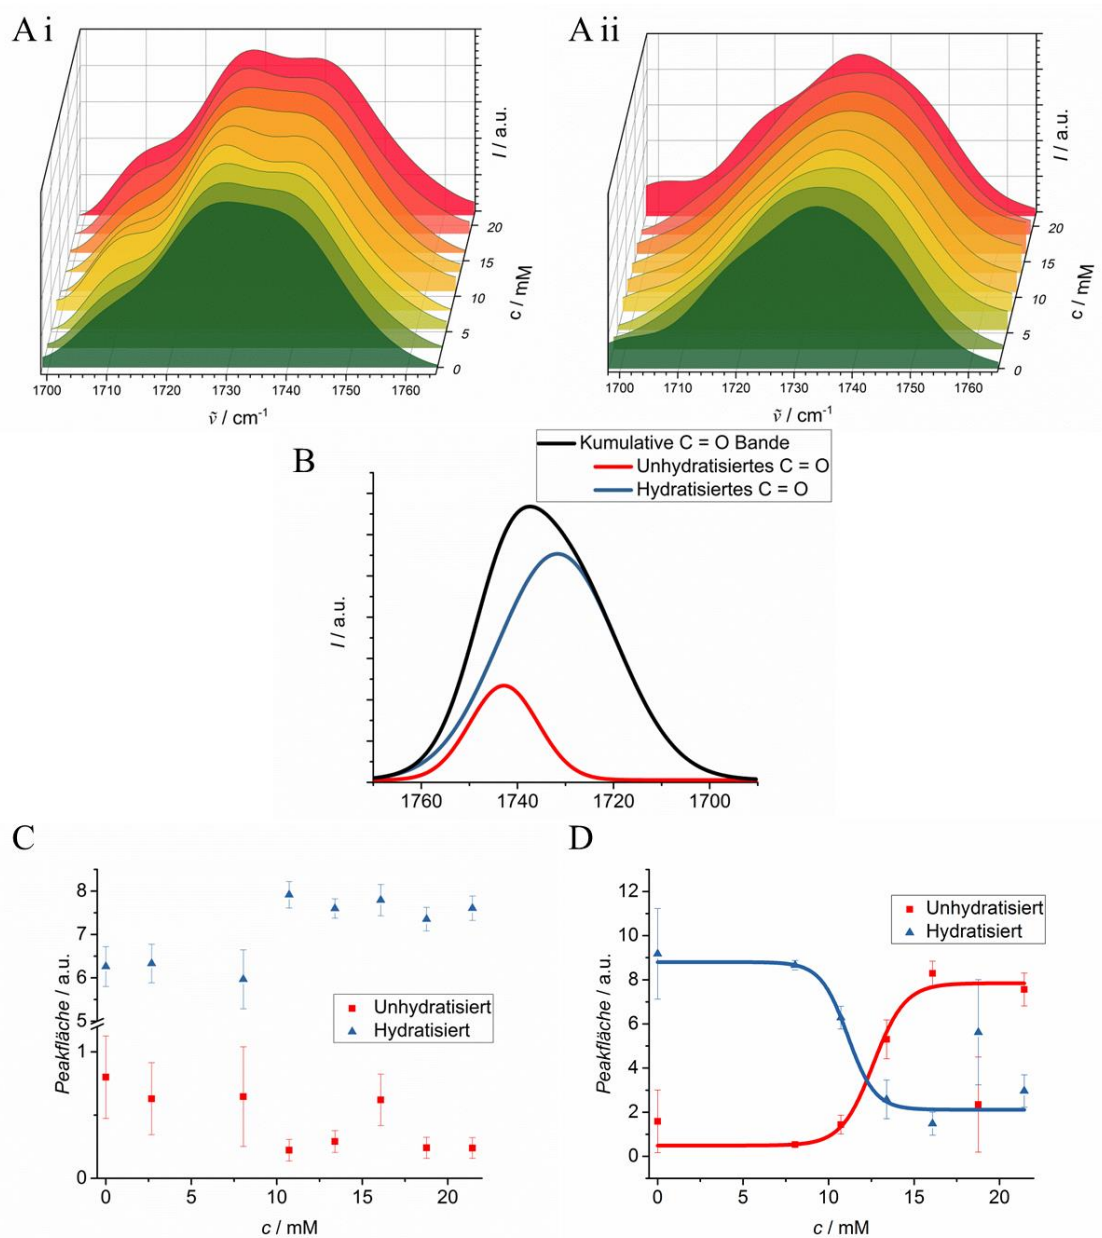 A i
A ii
I / a.u.
I / a.u.
20
15
10
5
0
c / mM
20
15
10
5
0
c / mM
1700 1710 1720 1730 1740 1750 1760
ṽ / cm⁻¹
1700 1710 1720 1730 1740 1750 1760
ṽ / cm⁻¹
B
Kumulative C = O Bande
Unhydratisiertes C = O
Hydratisiertes C = O
I / a.u.
1760 1740 1720 1700
C
8
7
6
5
1
0
Peakfläche / a.u.
Unhydratisiert
Hydratisiert
0 5 10 15 20
c / mM
D
12
10
8
6
4
2
0
Peakfläche / a.u.
Unhydratisiert
Hydratisiert
0 5 10 15 20
c / mM